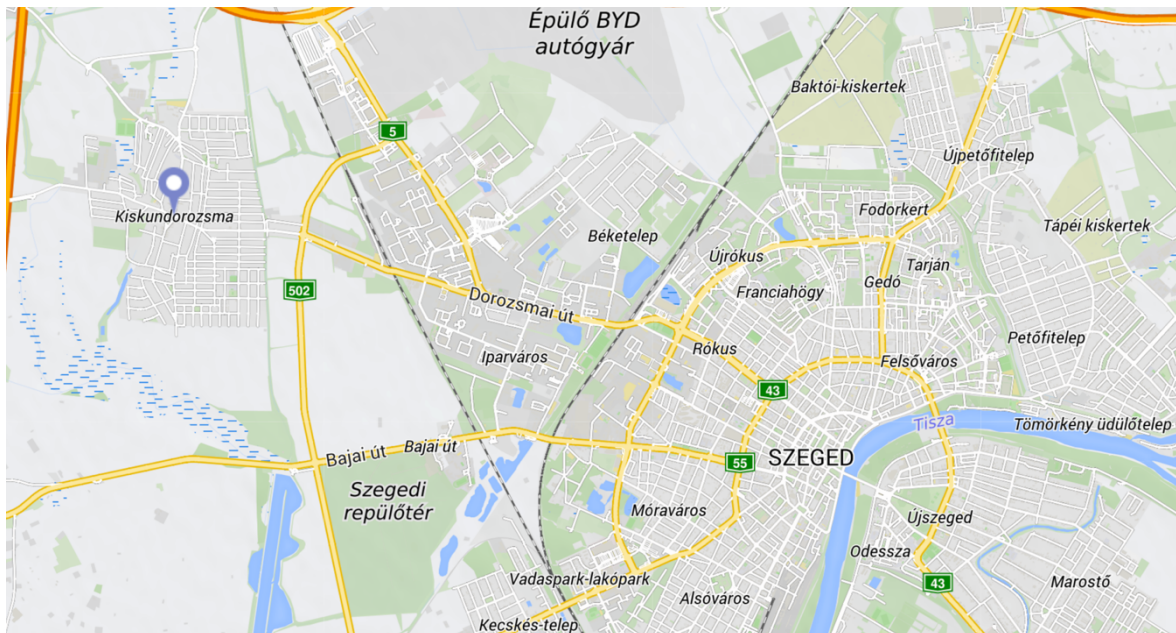 Épülő BYD
autógyár
Baktói-kiskertek
5
Újpetőfitelep
Kiskundorozsma
Fodorkert
Tápéi kiskertek
Béketelep
Újrókus
Tarján
Gedó
Franciahögy
502
Dorozsmai út
Petőfitelep
Rókus
Iparváros
Felsőváros
43
Tisza
Tömörkény üdülőtelep
Bajai út
Bajai út
55
SZEGED
Szegedi
repülőtér
Móraváros
Újszeged
Odessza
Vadaspark-lakópark
43
Marostő
Alsóváros
Kecskés-telep